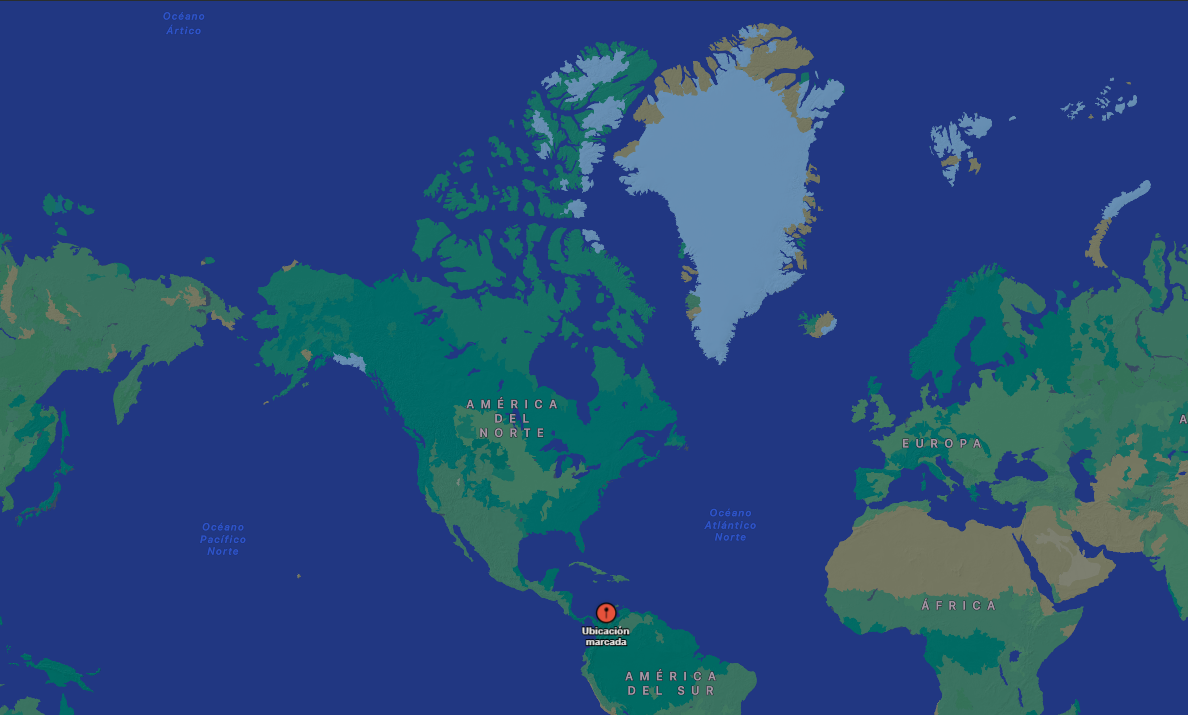 Océano
Ártico
AMÉRICA
DEL
NORTE
A
EUROPA
Océano
Pacífico
Norte
Océano
Atlántico
Norte
ÁFRICA
Ubicación
marcada
AMÉRICA
DEL SUR